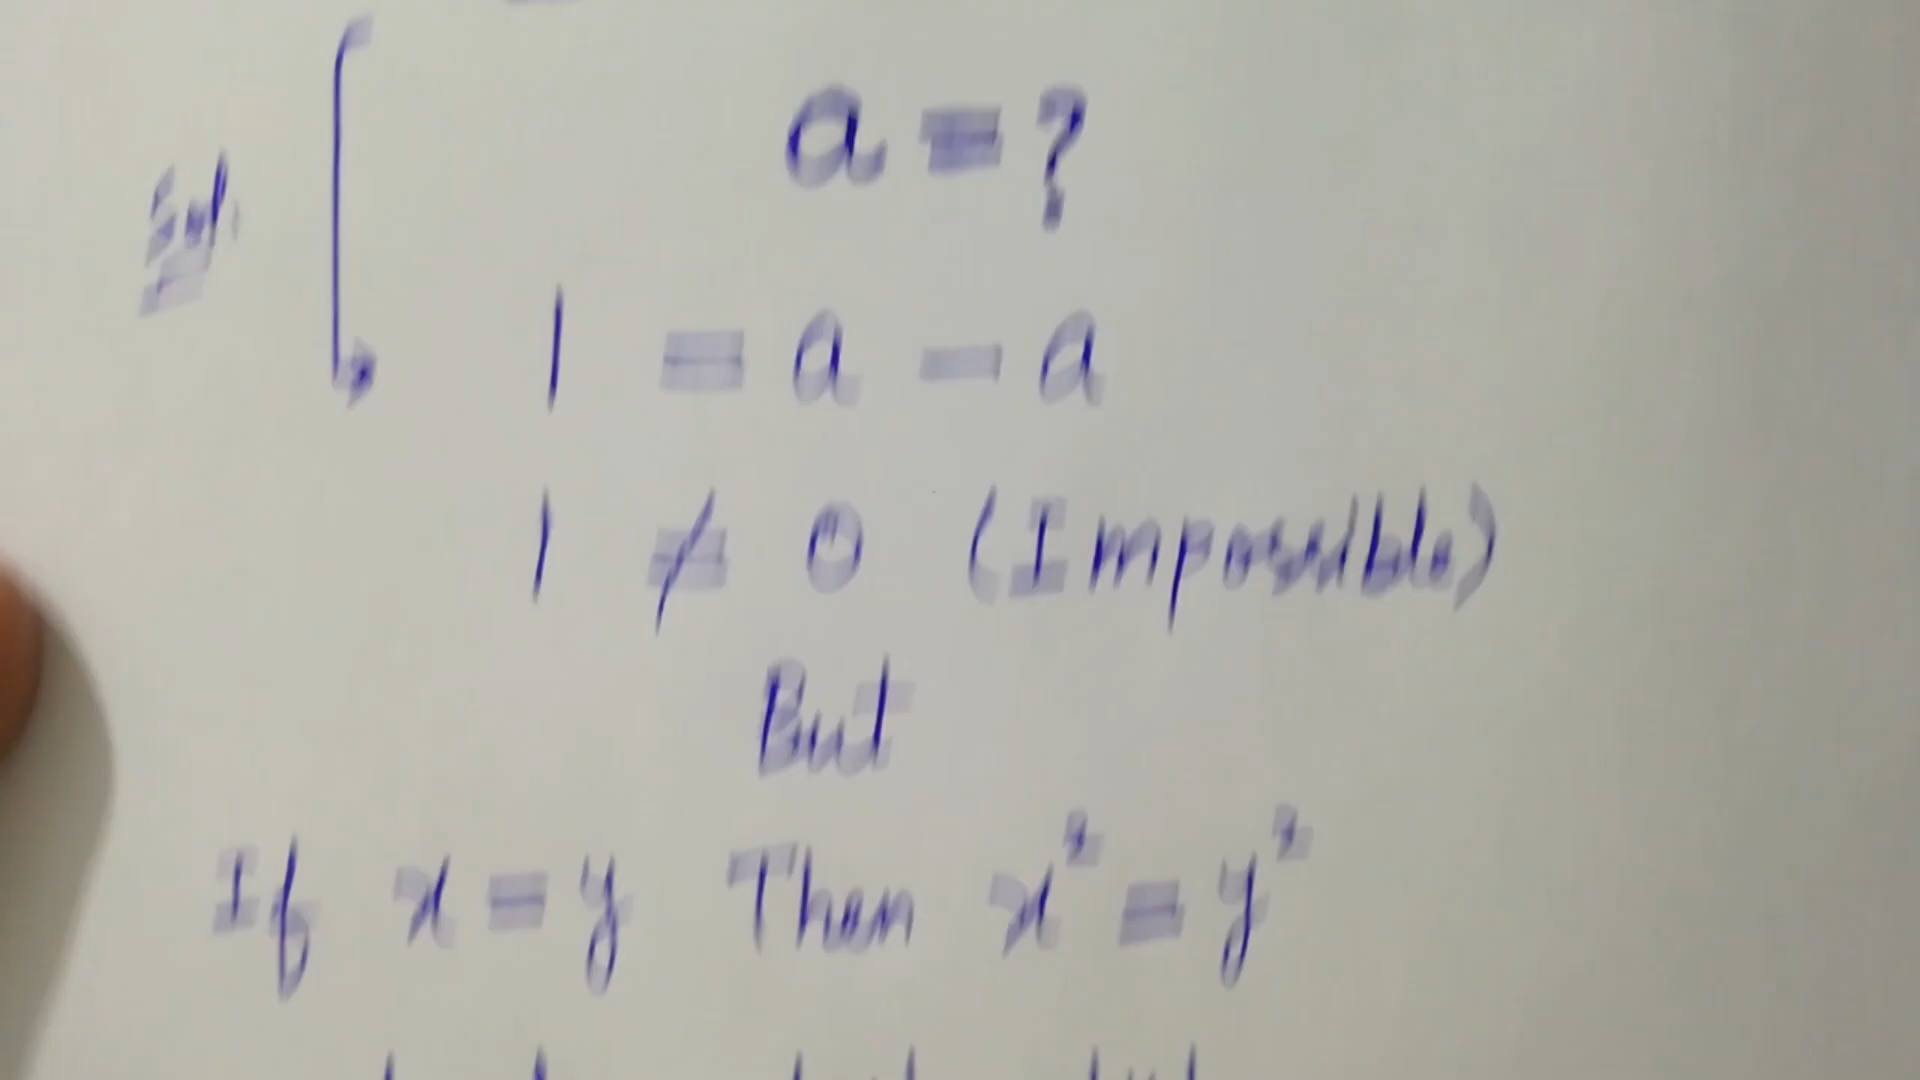 a = ?
Sol.
1 = a - a
1 ≠ 0 (Impossible)
But
If x = y Then x² = y²